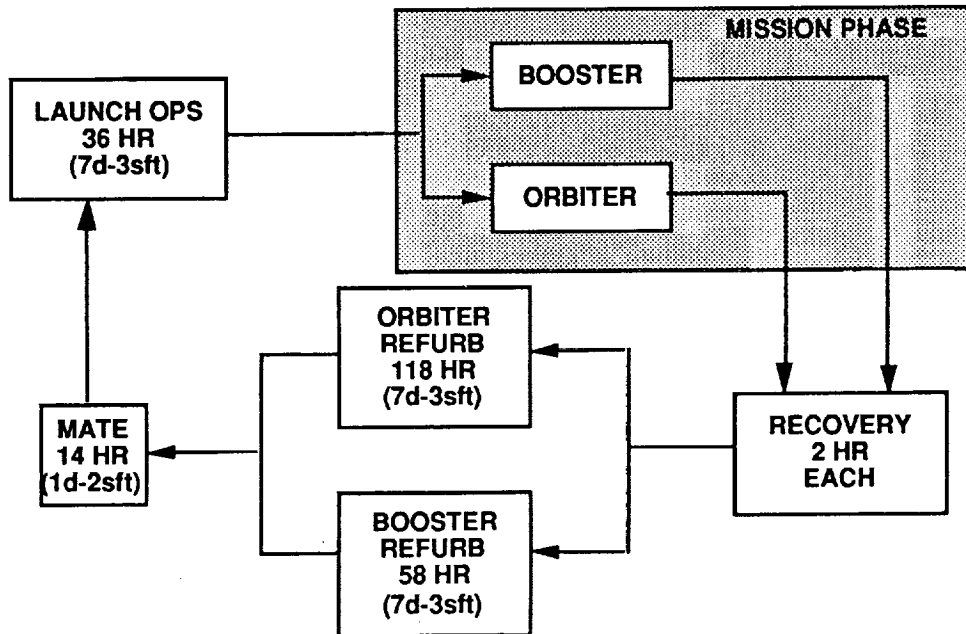 MISSION PHASE
BOOSTER
LAUNCH OPS
36 HR
(7d-3sft)
ORBITER
ORBITER
REFURB
118 HR
(7d-3sft)
MATE
14 HR
(1d-2sft)
RECOVERY
2 HR
EACH
BOOSTER
REFURB
58 HR
(7d-3sft)